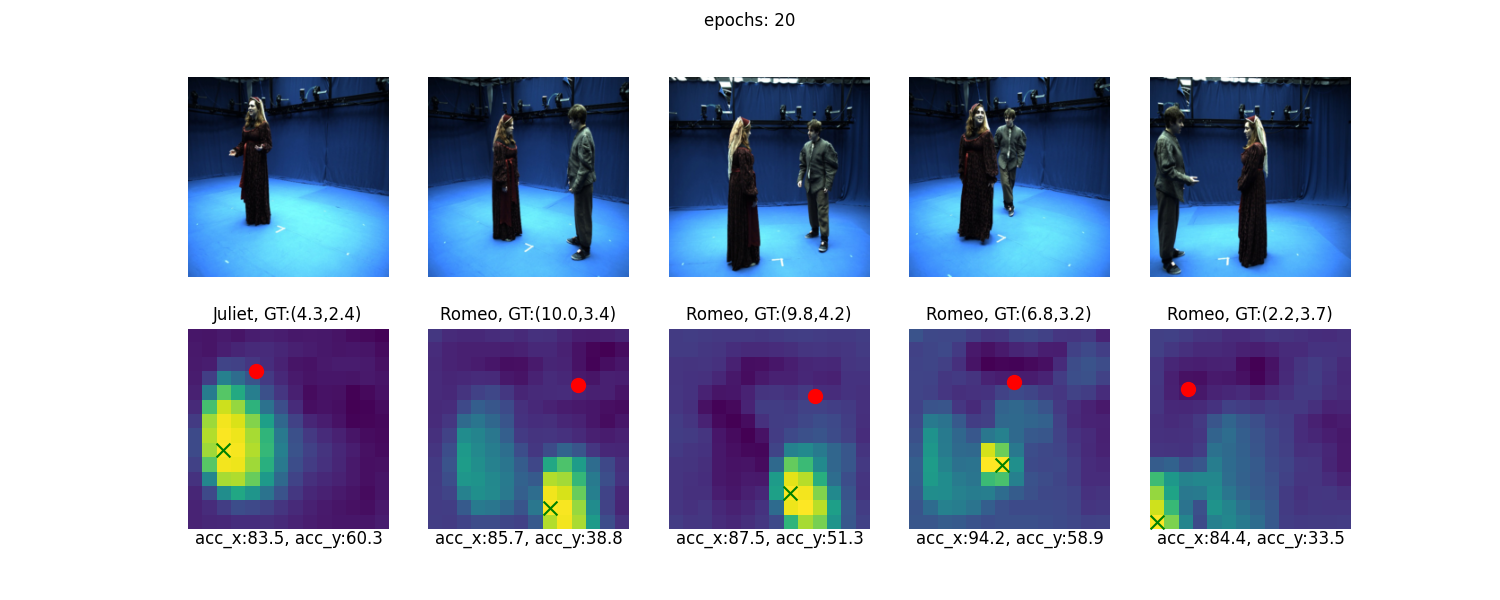 epochs: 20
Juliet, GT:(4.3,2.4)
Romeo, GT:(10.0,3.4)
Romeo, GT:(9.8,4.2)
Romeo, GT:(6.8,3.2)
Romeo, GT:(2.2,3.7)
acc_x:83.5, acc_y:60.3
acc_x:85.7, acc_y:38.8
acc_x:87.5, acc_y:51.3
acc_x:94.2, acc_y:58.9
acc_x:84.4, acc_y:33.5